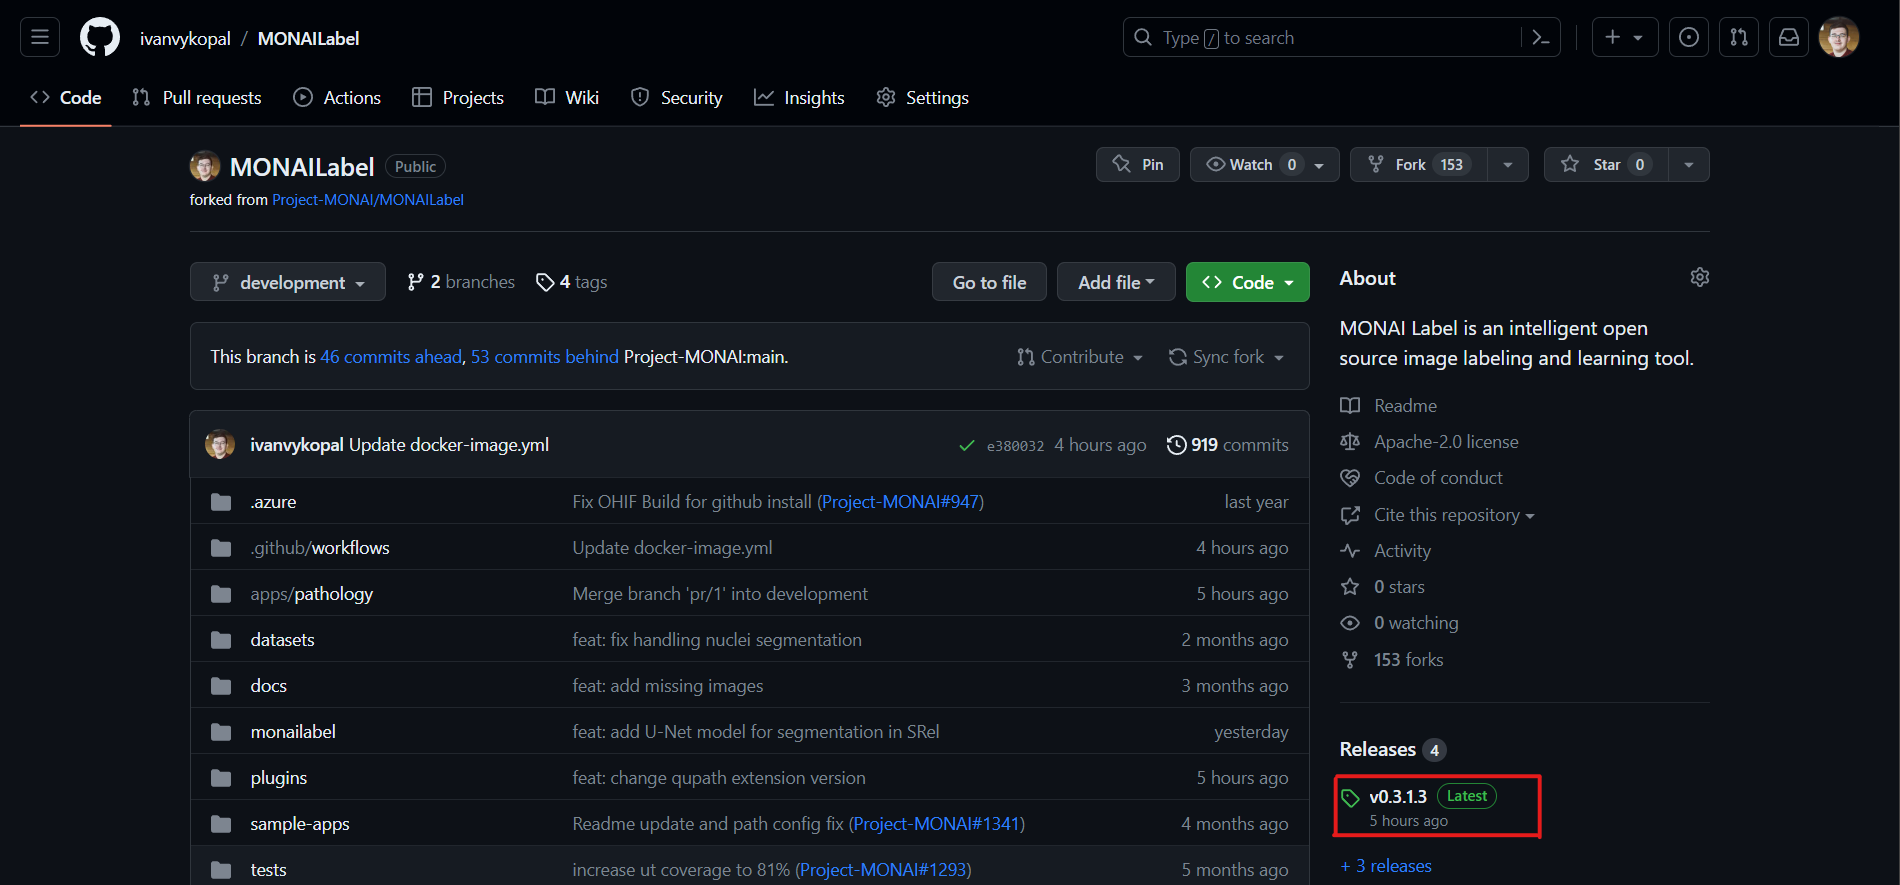 ivanvykopal / MONAILabel
Type / to search
Code Pull requests Actions Projects Wiki Security Insights Settings
MONAILabel Public
Pin Watch 0 Fork 153 Star 0
forked from Project-MONAI/MONAILabel
development 2 branches 4 tags Go to file Add file Code
This branch is 46 commits ahead, 53 commits behind Project-MONAI:main. Contribute Sync fork
ivanvykopal Update docker-image.yml e380032 4 hours ago 919 commits
.azure Fix OHIF Build for github install (Project-MONAI#947) last year
.github/workflows Update docker-image.yml 4 hours ago
apps/pathology Merge branch 'pr/1' into development 5 hours ago
datasets feat: fix handling nuclei segmentation 2 months ago
docs feat: add missing images 3 months ago
monailabel feat: add U-Net model for segmentation in SRel yesterday
plugins feat: change qupath extension version 5 hours ago
sample-apps Readme update and path config fix (Project-MONAI#1341) 4 months ago
tests increase ut coverage to 81% (Project-MONAI#1293) 5 months ago
About
MONAI Label is an intelligent open
source image labeling and learning tool.
Readme
Apache-2.0 license
Code of conduct
Cite this repository
Activity
0 stars
0 watching
153 forks
Releases 4
v0.3.1.3 Latest
5 hours ago
+ 3 releases